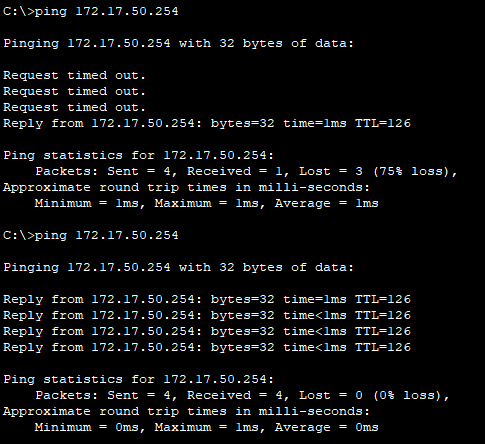 C:\>ping 172.17.50.254
Pinging 172.17.50.254 with 32 bytes of data:
Request timed out.
Request timed out.
Request timed out.
Reply from 172.17.50.254: bytes=32 time=1ms TTL=126
Ping statistics for 172.17.50.254:
    Packets: Sent = 4, Received = 1, Lost = 3 (75% loss),
Approximate round trip times in milli-seconds:
    Minimum = 1ms, Maximum = 1ms, Average = 1ms
C:\>ping 172.17.50.254
Pinging 172.17.50.254 with 32 bytes of data:
Reply from 172.17.50.254: bytes=32 time=1ms TTL=126
Reply from 172.17.50.254: bytes=32 time<1ms TTL=126
Reply from 172.17.50.254: bytes=32 time<1ms TTL=126
Reply from 172.17.50.254: bytes=32 time<1ms TTL=126
Ping statistics for 172.17.50.254:
    Packets: Sent = 4, Received = 4, Lost = 0 (0% loss),
Approximate round trip times in milli-seconds:
    Minimum = 0ms, Maximum = 1ms, Average = 0ms